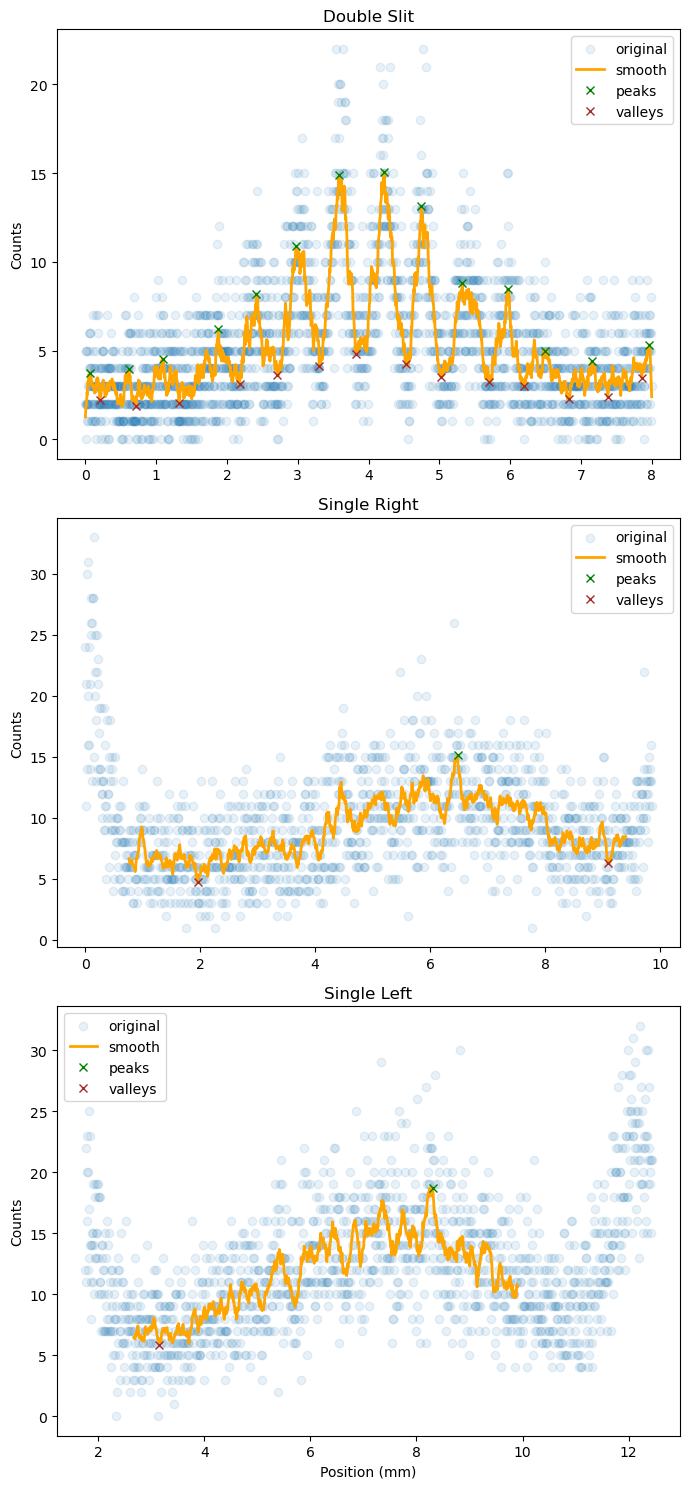 Double Slit
original
smooth
peaks
valleys
Counts
20
15
10
5
0
0 1 2 3 4 5 6 7 8
Single Right
original
smooth
peaks
valleys
Counts
30
25
20
15
10
5
0
0 2 4 6 8 10
Single Left
original
smooth
peaks
valleys
Counts
30
25
20
15
10
5
0
2 4 6 8 10 12
Position (mm)